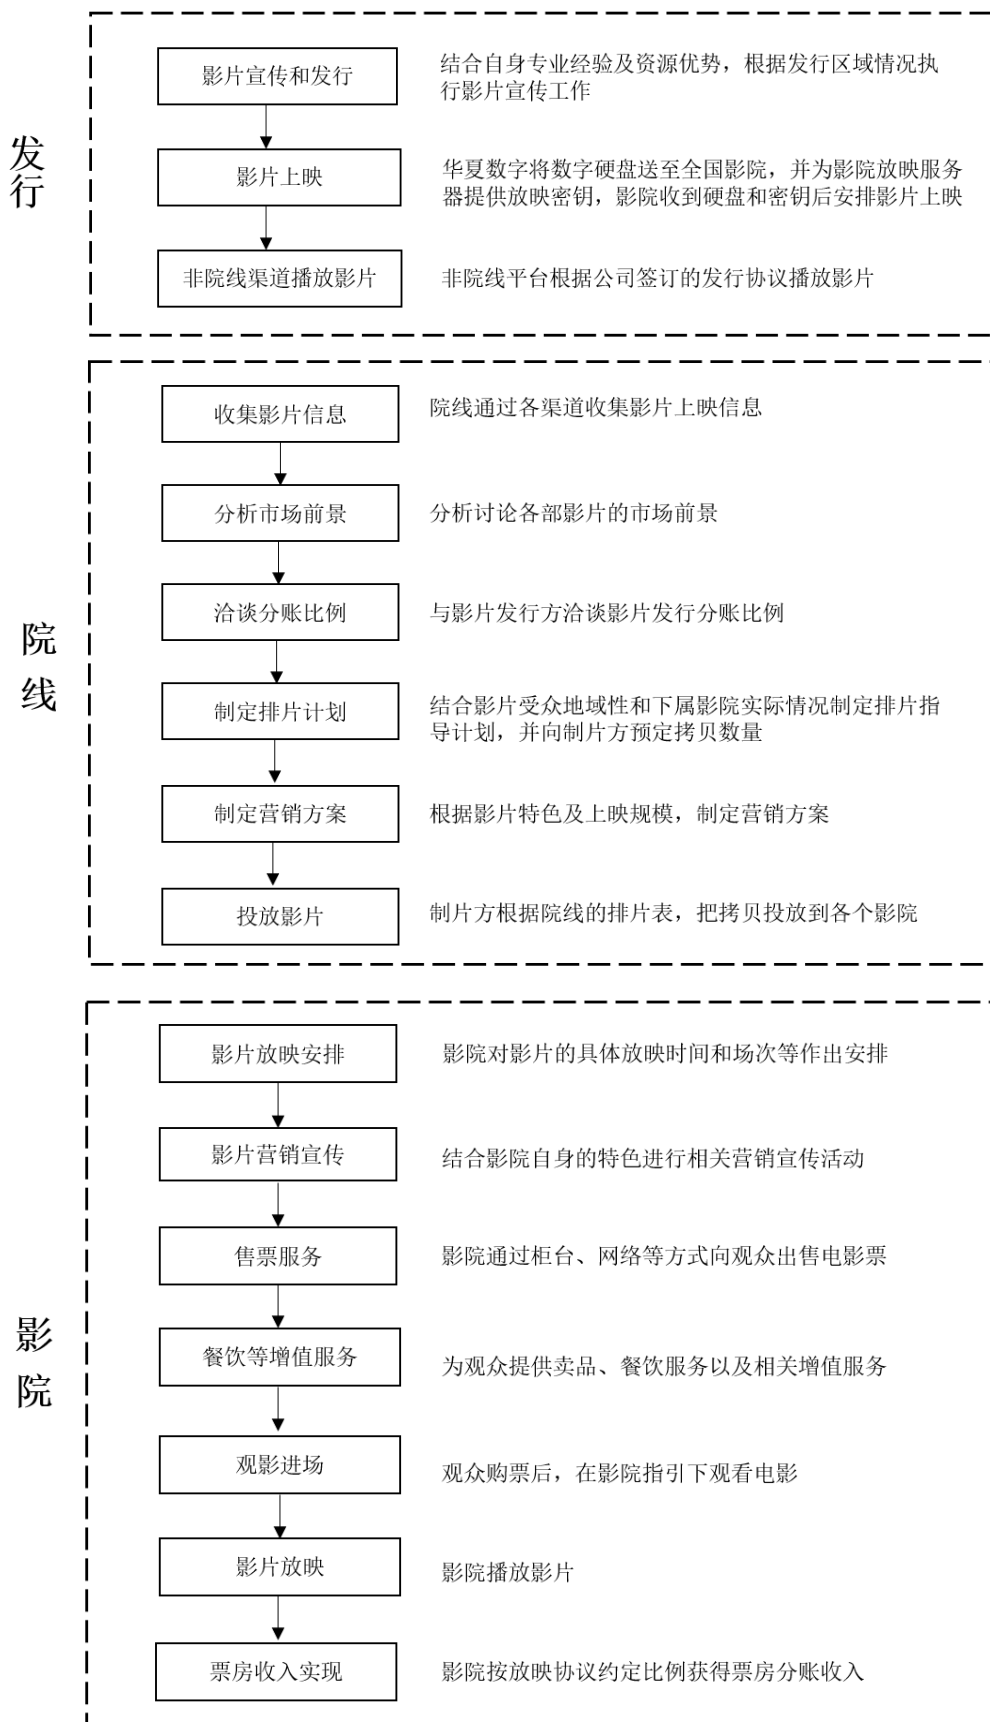 发行
影片宣传和发行
结合自身专业经验及资源优势，根据发行区域情况执
行影片宣传工作
影片上映
华夏数字将数字硬盘送至全国影院，并为影院放映服务
器提供放映密钥，影院收到硬盘和密钥后安排影片上映
非院线渠道播放影片
非院线平台根据公司签订的发行协议播放影片
院线
收集影片信息
院线通过各渠道收集影片上映信息
分析市场前景
分析讨论各部影片的市场前景
洽谈分账比例
与影片发行方洽谈影片发行分账比例
制定排片计划
结合影片受众地域性和下属影院实际情况制定排片指
导计划，并向制片方预定拷贝数量
制定营销方案
根据影片特色及上映规模，制定营销方案
投放影片
制片方根据院线的排片表，把拷贝投放到各个影院
影院
影片放映安排
影院对影片的具体放映时间和场次等作出安排
影片营销宣传
结合影院自身的特色进行相关营销宣传活动
售票服务
影院通过柜台、网络等方式向观众出售电影票
餐饮等增值服务
为观众提供卖品、餐饮服务以及相关增值服务
观影进场
观众购票后，在影院指引下观看电影
影片放映
影院播放影片
票房收入实现
影院按放映协议约定比例获得票房分账收入